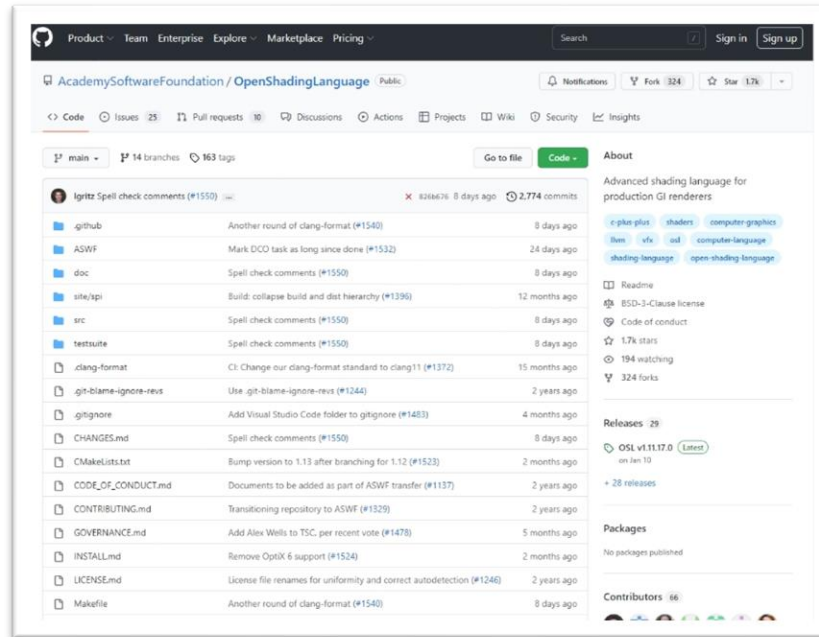 Product Team Enterprise Explore Marketplace Pricing Search / Sign in Sign up
AcademySoftwareFoundation / OpenShadingLanguage Public Notifications Fork 324 Star 1.7k
<> Code Issues 25 Pull requests 10 Discussions Actions Projects Wiki Security Insights
main 14 branches 163 tags Go to file Code
lgritz Spell check comments (#1550) ... 826b676 8 days ago 2,774 commits
.github Another round of clang-format (#1540) 8 days ago
ASWF Mark DCO task as long since done (#1532) 24 days ago
doc Spell check comments (#1550) 8 days ago
site/spi Build: collapse build and dist hierarchy (#1396) 12 months ago
src Spell check comments (#1550) 8 days ago
testsuite Spell check comments (#1550) 8 days ago
.clang-format CI: Change our clang-format standard to clang11 (#1372) 15 months ago
.git-blame-ignore-revs Use .git-blame-ignore-revs (#1244) 2 years ago
.gitignore Add Visual Studio Code folder to gitignore (#1483) 4 months ago
CHANGES.md Spell check comments (#1550) 8 days ago
CMakeLists.txt Bump version to 1.13 after branching for 1.12 (#1523) 2 months ago
CODE_OF_CONDUCT.md Documents to be added as part of ASWF transfer (#1137) 2 years ago
CONTRIBUTING.md Transitioning repository to ASWF (#1329) 2 years ago
GOVERNANCE.md Add Alex Wells to TSC, per recent vote (#1478) 5 months ago
INSTALL.md Remove OptiX 6 support (#1524) 2 months ago
LICENSE.md License file renames for uniformity and correct autodetection (#1246) 2 years ago
Makefile Another round of clang-format (#1540) 8 days ago
About
Advanced shading language for
production GI renderers
c-plus-plus shaders computer-graphics
llvm vfx osl computer-language
shading-language open-shading-language
Readme
BSD-3-Clause license
Code of conduct
1.7k stars
194 watching
324 forks
Releases 29
OSL v1.11.17.0 Latest
on Jan 10
+ 28 releases
Packages
No packages published
Contributors 66